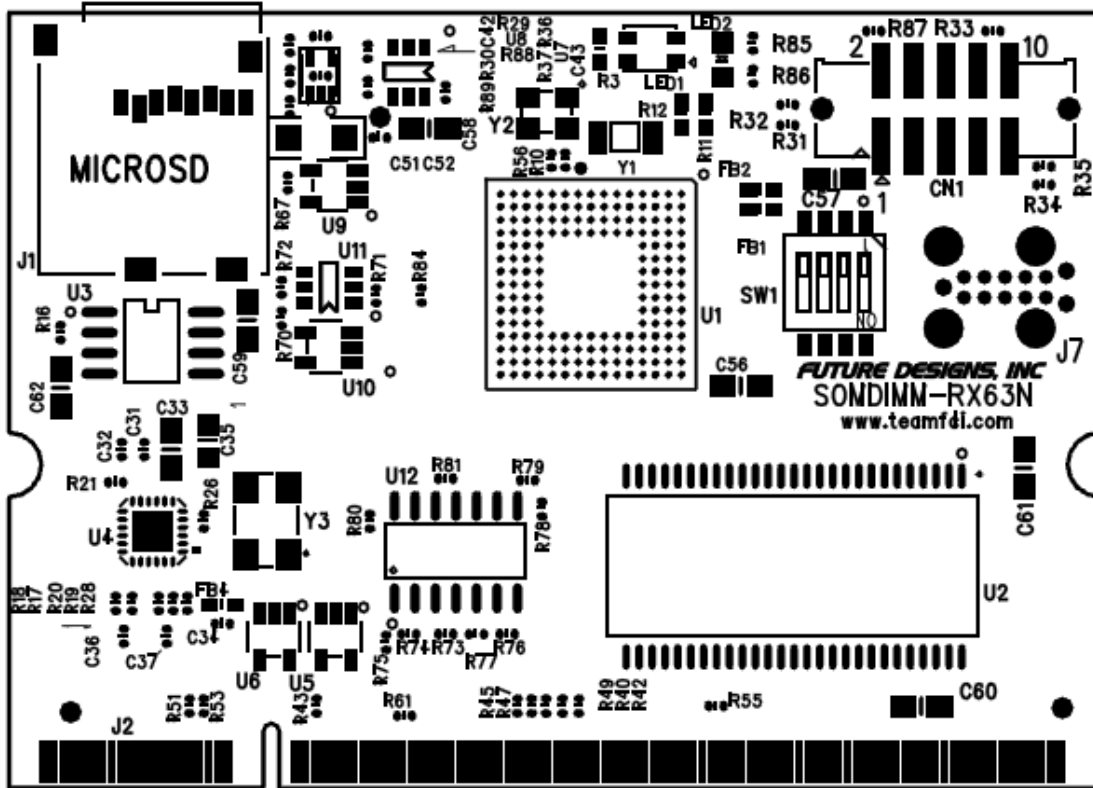 LED2
R29
U8
R88
C42
R30
R89
R36
U7
R37
C43
R3
LED1
R85
R86
R87
R33
2
10
R12
Y2
R32
R31
C58
C51
C52
R56
R10
Y1
R11
FB2
MICROSD
C57
1
CN1
R35
R34
R67
U9
J1
R72
U11
R71
R84
FB1
SW1
NO
U1
J7
U3
R16
R70
U10
C59
C62
C56
FUTURE DESIGNS, INC
SOMDIMM-RX63N
www.teamfdi.com
C33
C31
C32
C35
R21
R26
U4
Y3
U12
R81
R79
R80
R78
C61
R18
R17
R20
R19
R28
FB4
U2
C36
C37
C34
U6
U5
R75
R74
R73
R77
R76
R51
R53
R43
R61
R45
R47
R49
R40
R42
R55
C60
J2